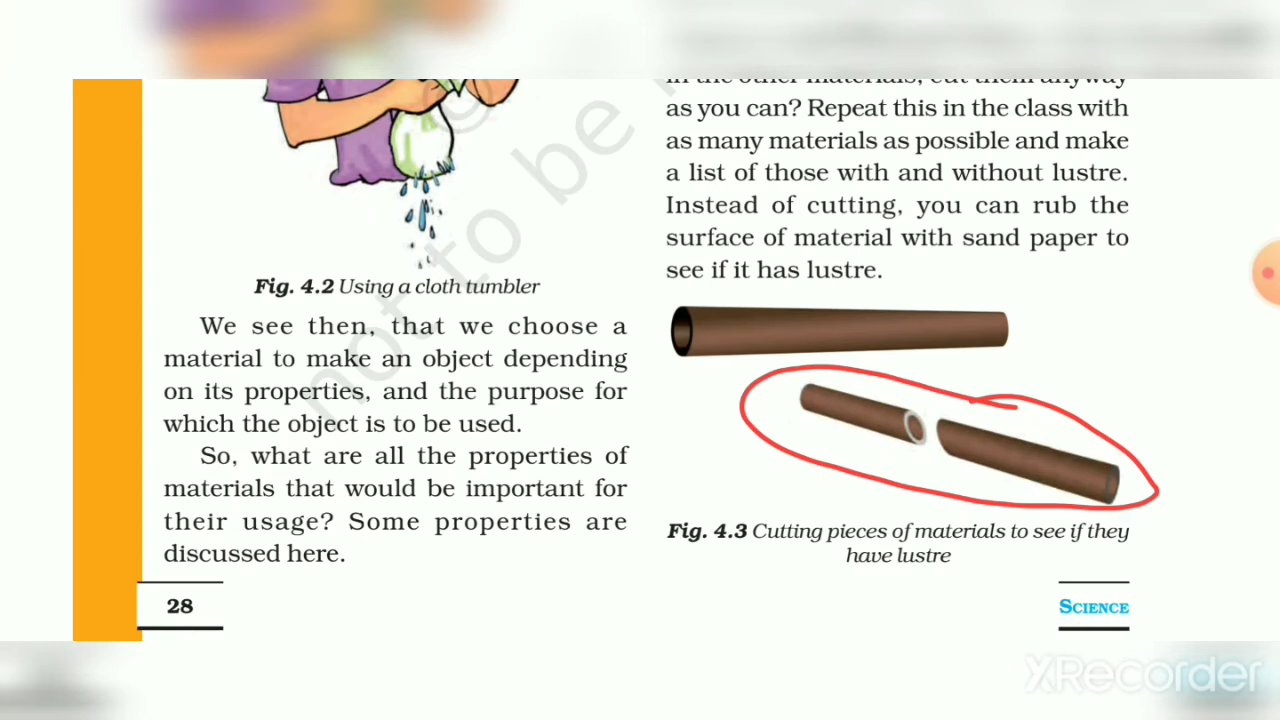 Fig. 4.2 Using a cloth tumbler
We see then, that we choose a
material to make an object depending
on its properties, and the purpose for
which the object is to be used.
So, what are all the properties of
materials that would be important for
their usage? Some properties are
discussed here.
28
in the other materials, cut them anyway
as you can? Repeat this in the class with
as many materials as possible and make
a list of those with and without lustre.
Instead of cutting, you can rub the
surface of material with sand paper to
see if it has lustre.
Fig. 4.3 Cutting pieces of materials to see if they
have lustre
SCIENCE
not to be
XRecorder